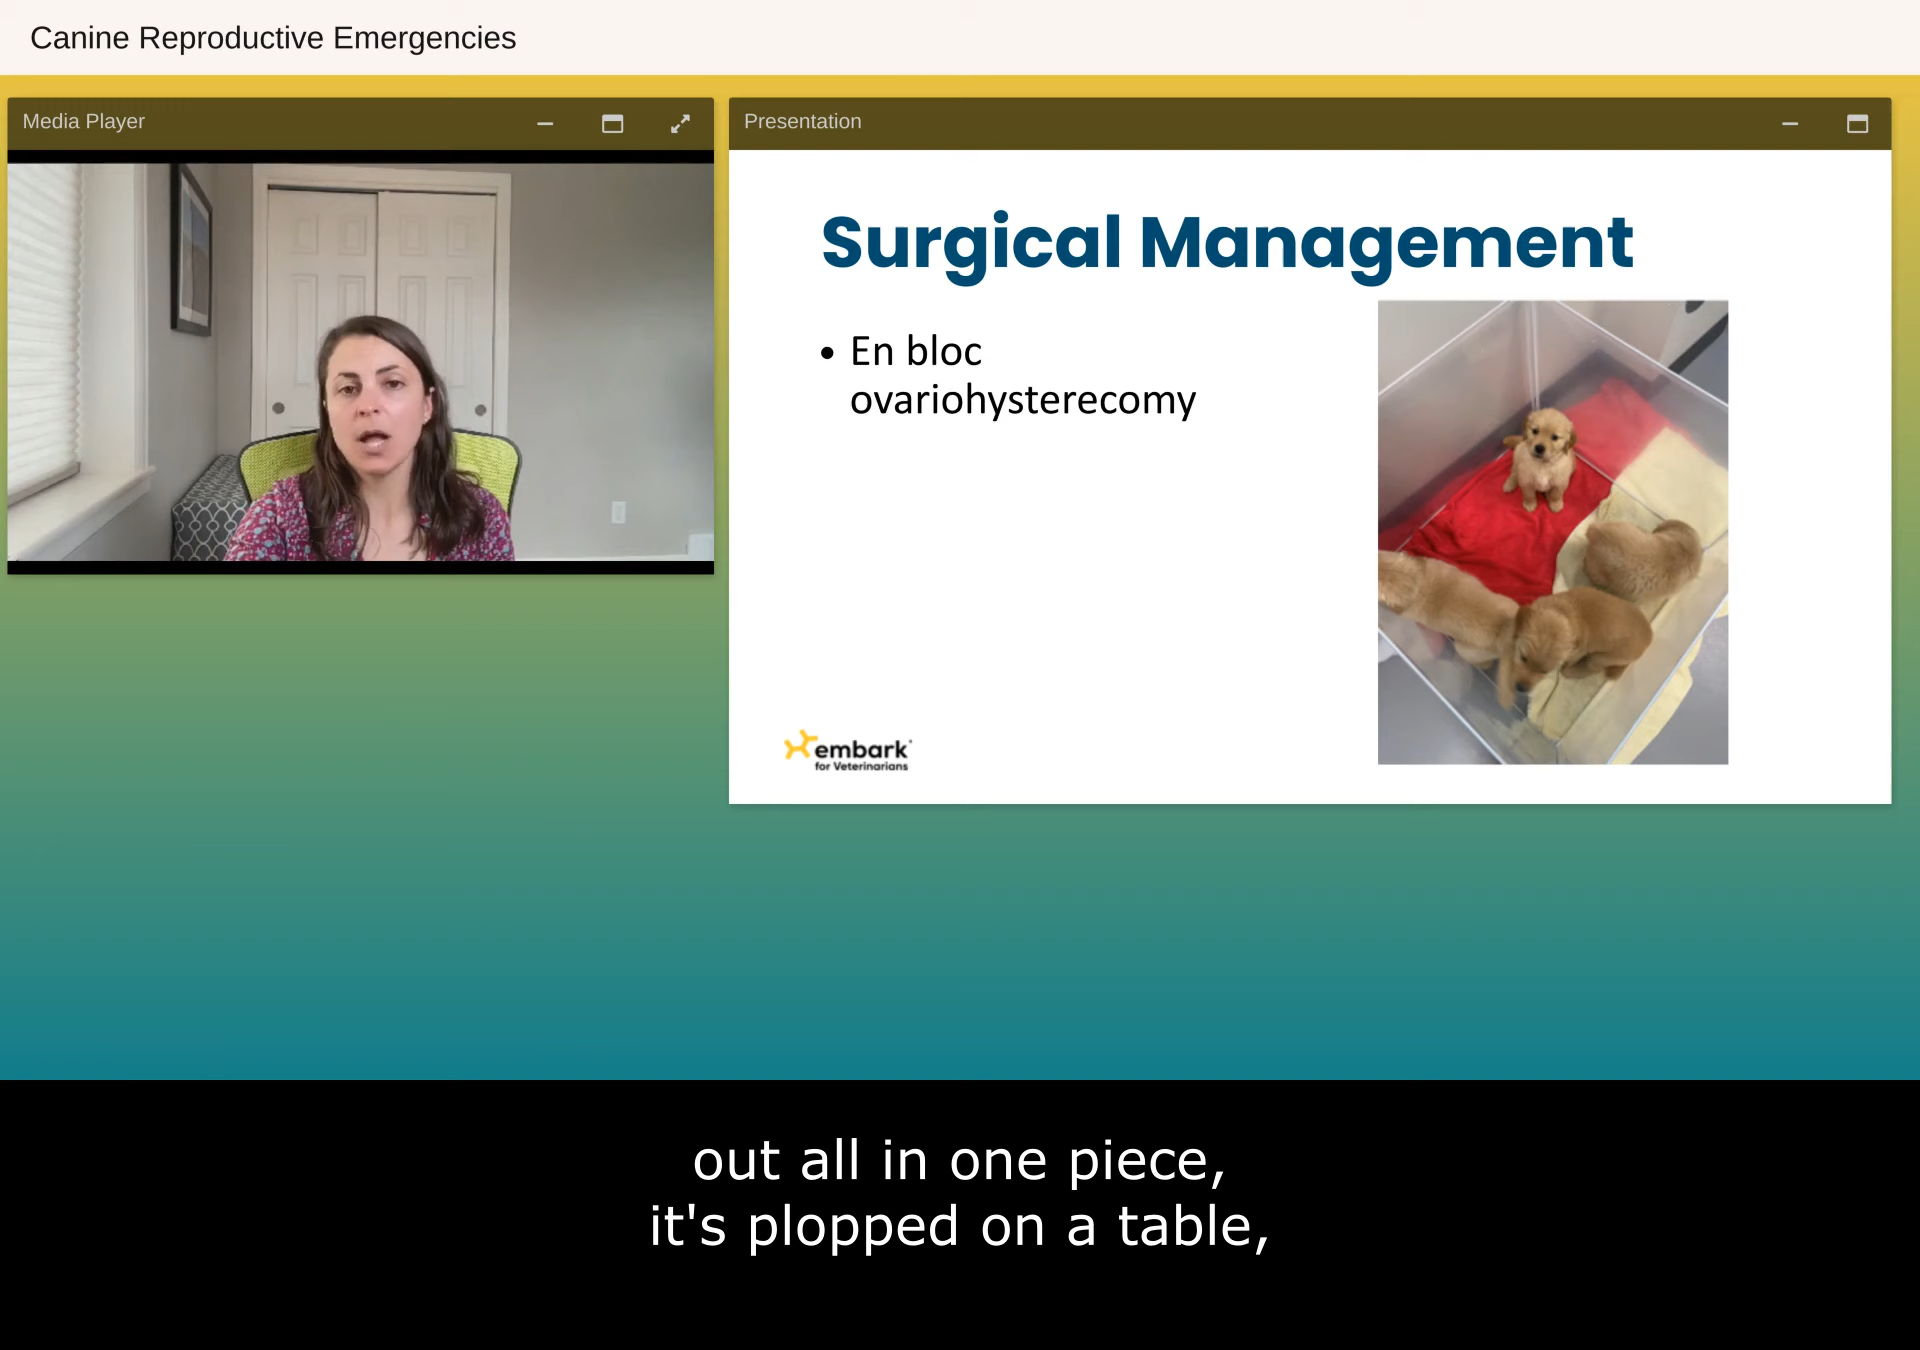 Canine Reproductive Emergencies
Media Player
Presentation
Surgical Management
• En bloc
ovariohysterecomy
embark
for Veterinarians
out all in one piece,
it's plopped on a table,